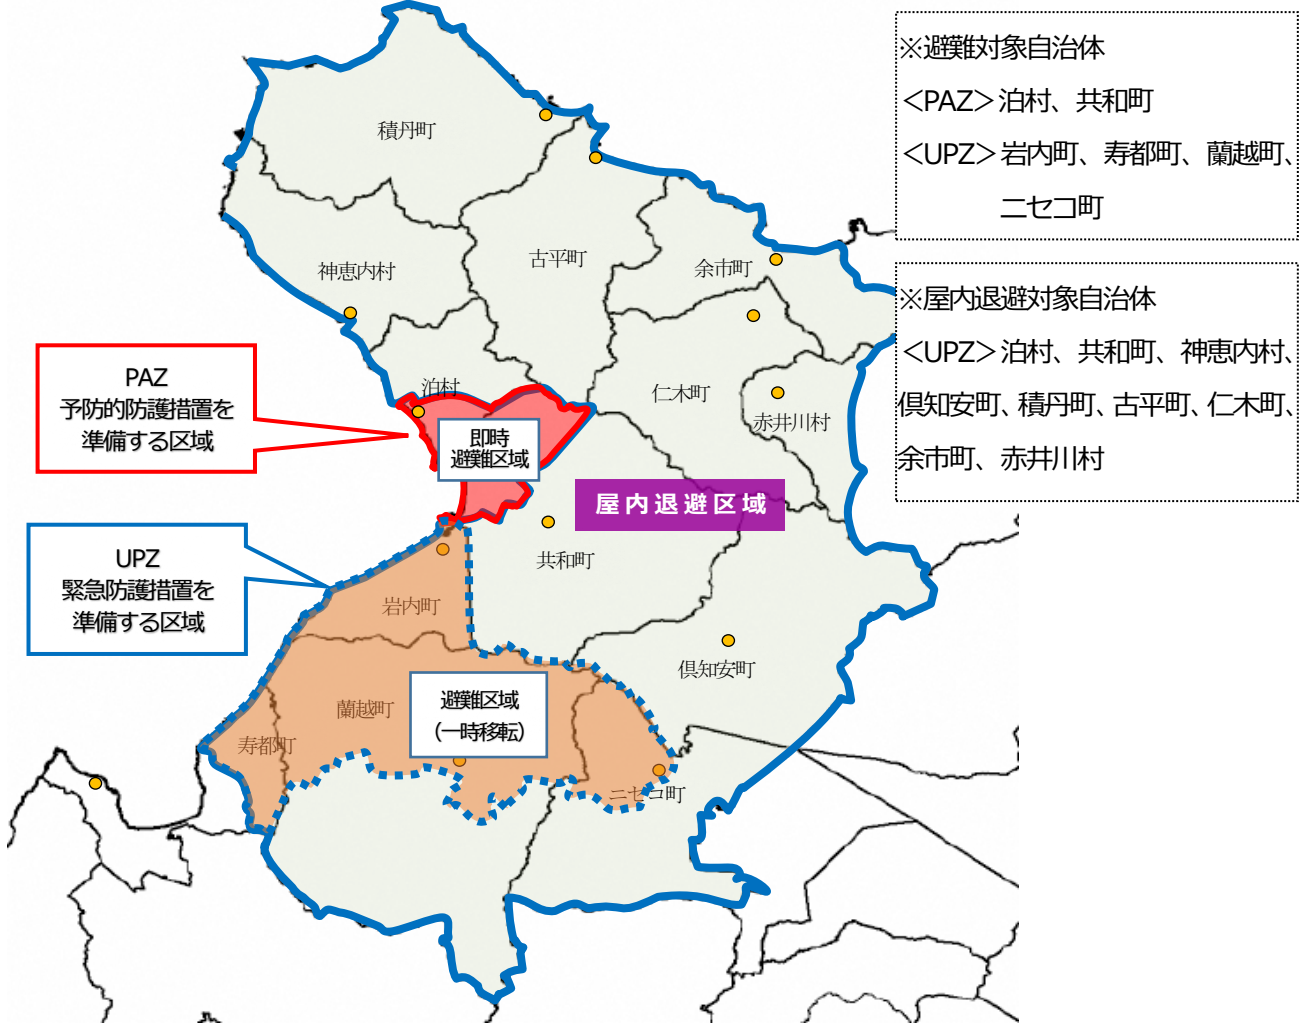 ※避難対象自治体
＜PAZ＞泊村、共和町
＜UPZ＞岩内町、寿都町、蘭越町、
ニセコ町
※屋内退避対象自治体
＜UPZ＞泊村、共和町、神恵内村、
倶知安町、積丹町、古平町、仁木町、
余市町、赤井川村
積丹町
古平町
余市町
神恵内村
PAZ
予防的防護措置を
準備する区域
泊村
仁木町
赤井川村
即時
避難区域
屋内退避区域
UPZ
緊急防護措置を
準備する区域
共和町
岩内町
倶知安町
蘭越町
避難区域
（一時移転）
寿都町
ニセコ町